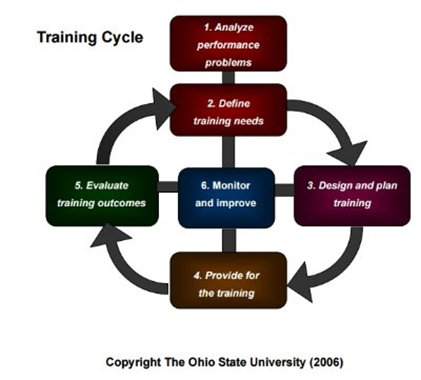 Training Cycle
1. Analyze
performance
problems
2. Define
training needs
5. Evaluate
training outcomes
6. Monitor
and improve
3. Design and plan
training
4. Provide for
the training
Copyright The Ohio State University (2006)